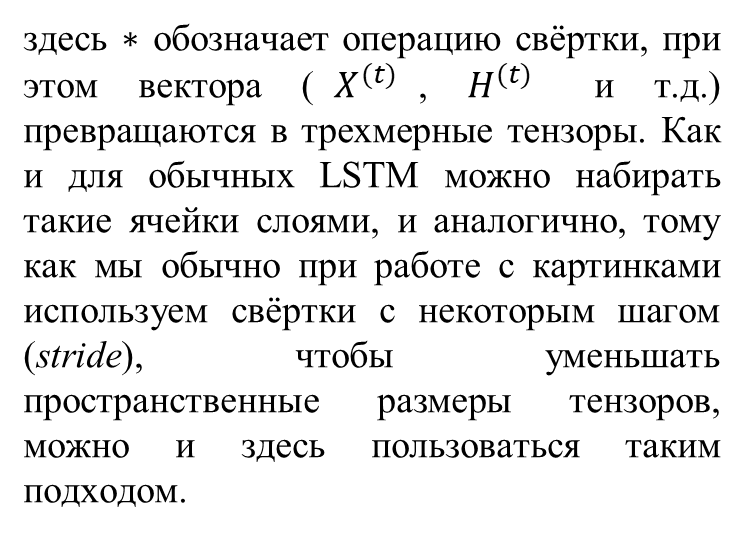 здесь * обозначает операцию свёртки, при
этом вектора ( X^(t) , H^(t) и т.д.)
превращаются в трехмерные тензоры. Как
и для обычных LSTM можно набирать
такие ячейки слоями, и аналогично, тому
как мы обычно при работе с картинками
используем свёртки с некоторым шагом
(stride), чтобы уменьшать
пространственные размеры тензоров,
можно и здесь пользоваться таким
подходом.